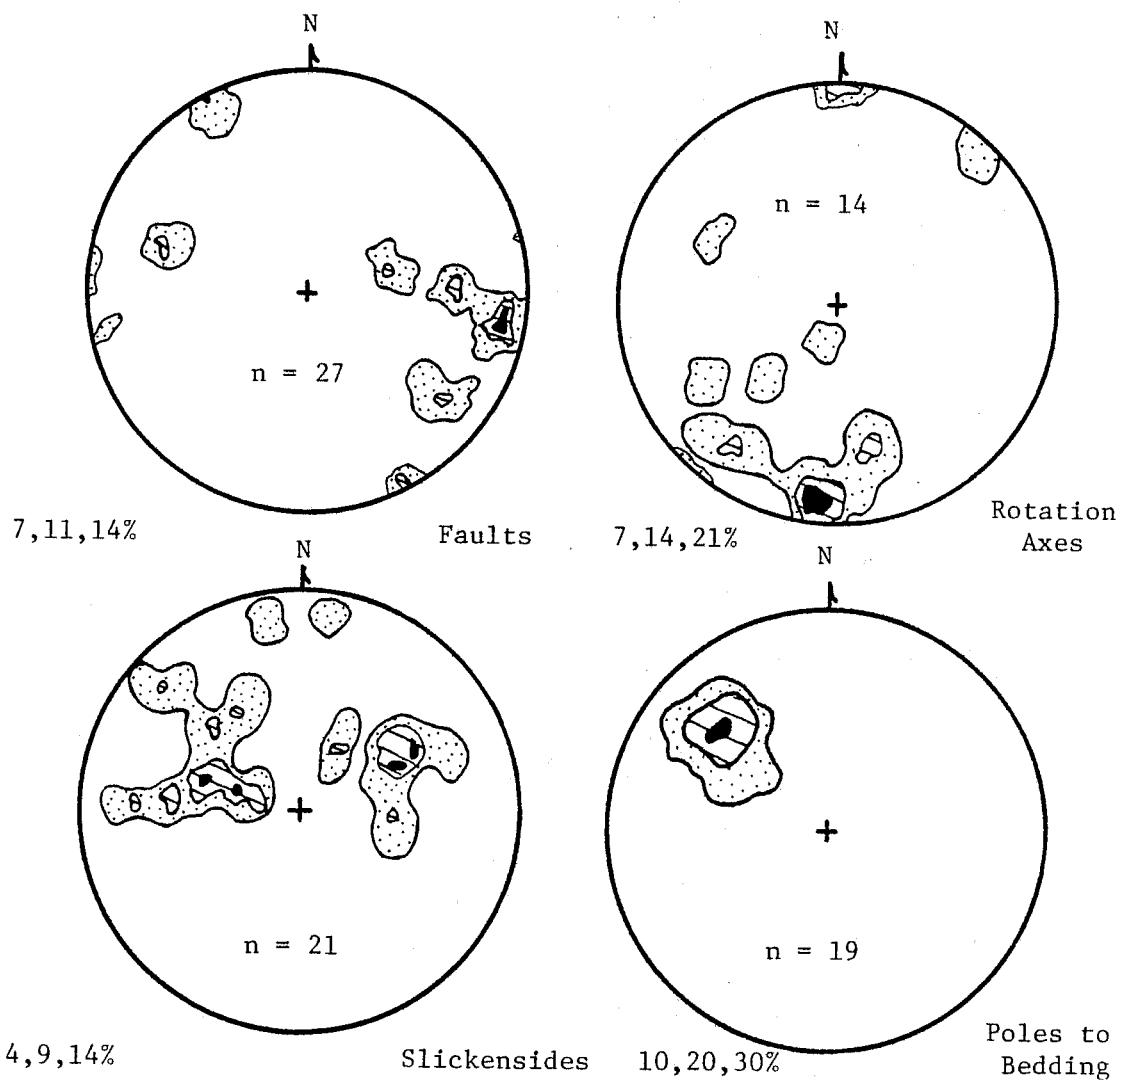 N
n = 27
7,11,14%
Faults
N
n = 14
7,14,21%
Rotation
Axes
N
n = 21
4,9,14%
Slickensides
N
n = 19
10,20,30%
Poles to
Bedding